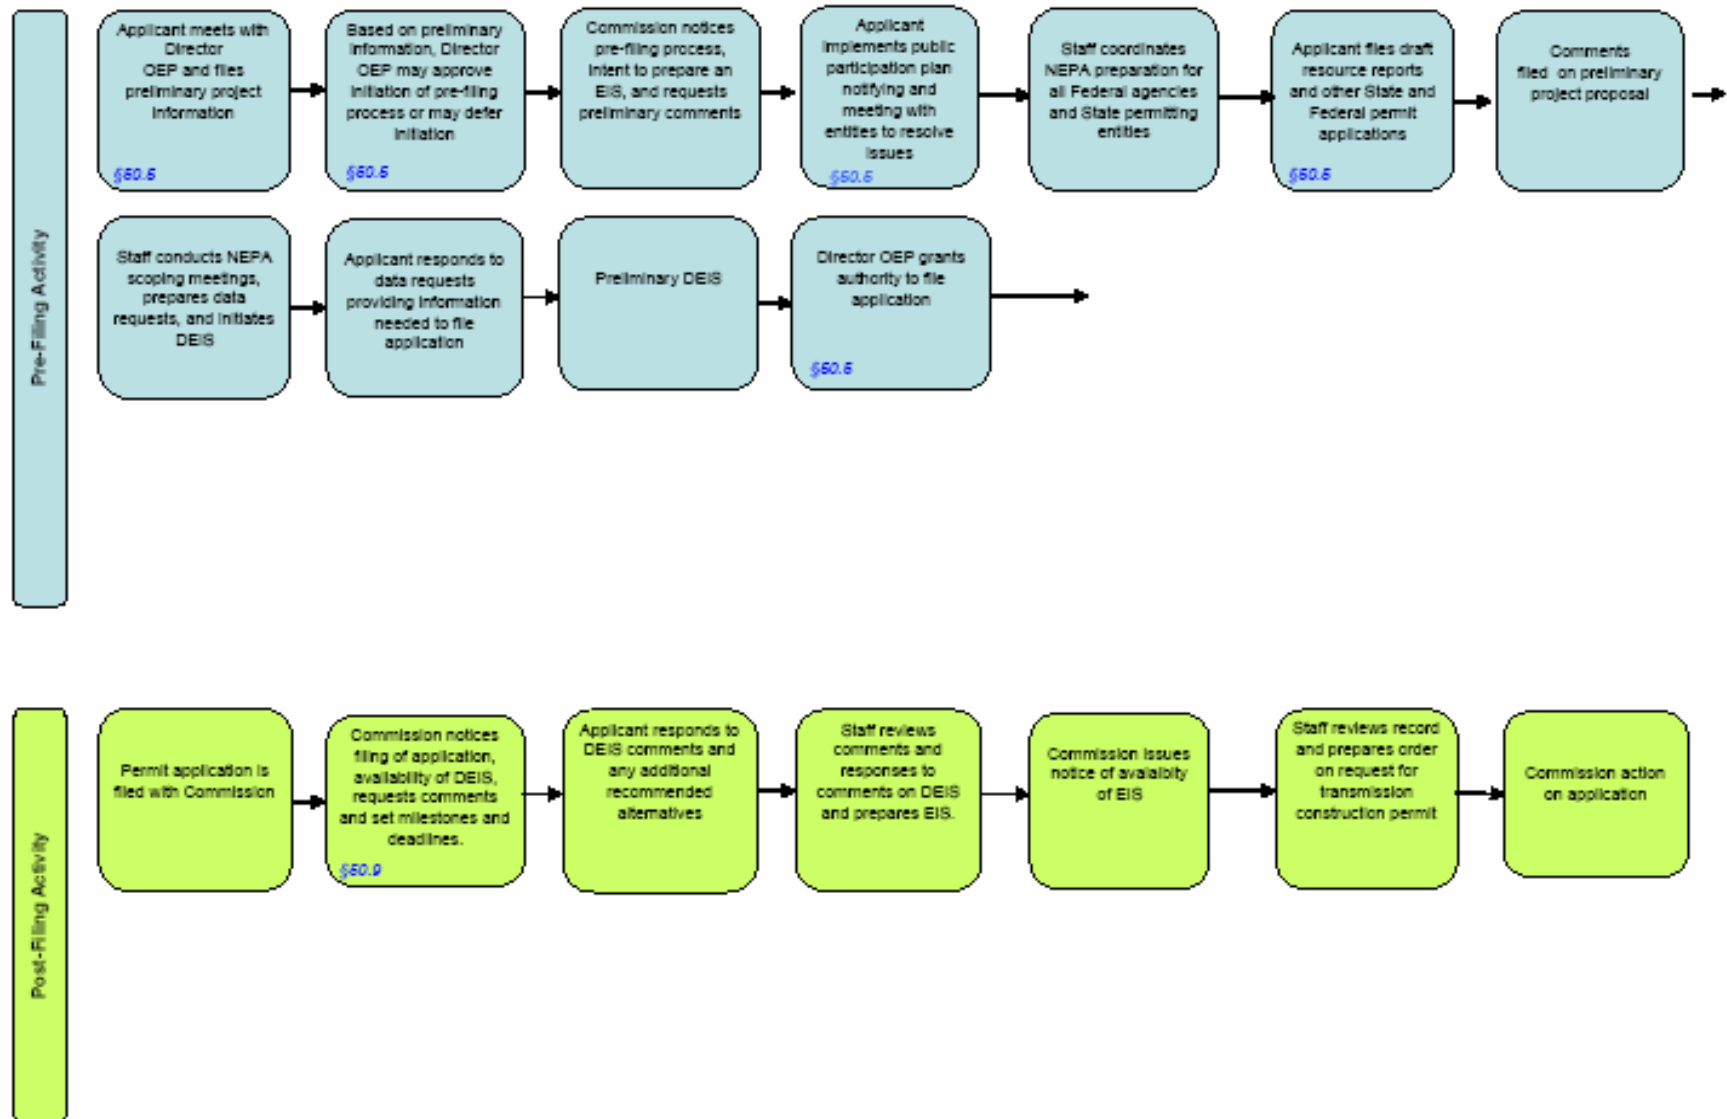 Pre-Filing Activity
Applicant meets with
Director
OEP and files
preliminary project
information
§50.5
Based on preliminary
information, Director
OEP may approve
initiation of pre-filing
process or may defer
initiation
§50.5
Commission notices
pre-filing process,
intent to prepare an
EIS, and requests
preliminary comments
Applicant
implements public
participation plan
notifying and
meeting with
entities to resolve
issues
§50.5
Staff coordinates
NEPA preparation for
all Federal agencies
and State permitting
entities
Applicant files draft
resource reports
and other State and
Federal permit
applications
§50.5
Comments
filed on preliminary
project proposal
Staff conducts NEPA
scoping meetings,
prepares data
requests, and initiates
DEIS
Applicant responds to
data requests
providing information
needed to file
application
Preliminary DEIS
Director OEP grants
authority to file
application
§50.5
Post-Filing Activity
Permit application is
filed with Commission
Commission notices
filing of application,
availability of DEIS,
requests comments
and set milestones and
deadlines.
§50.9
Applicant responds to
DEIS comments and
any additional
recommended
alternatives
Staff reviews
comments and
responses to
comments on DEIS
and prepares EIS.
Commission issues
notice of avalaibity
of EIS
Staff reviews record
and prepares order
on request for
transmission
construction permit
Commission action
on application